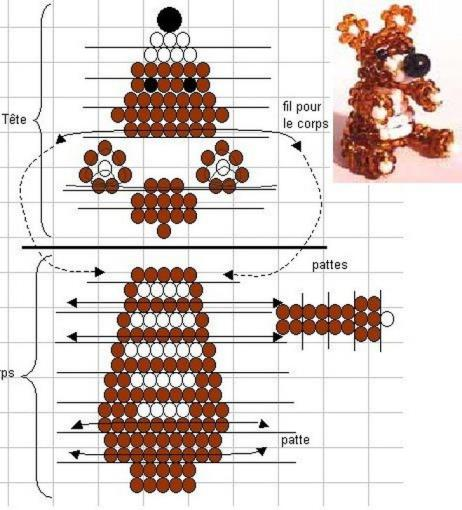 Tête
fil pour
le corps
pattes
ps
patte